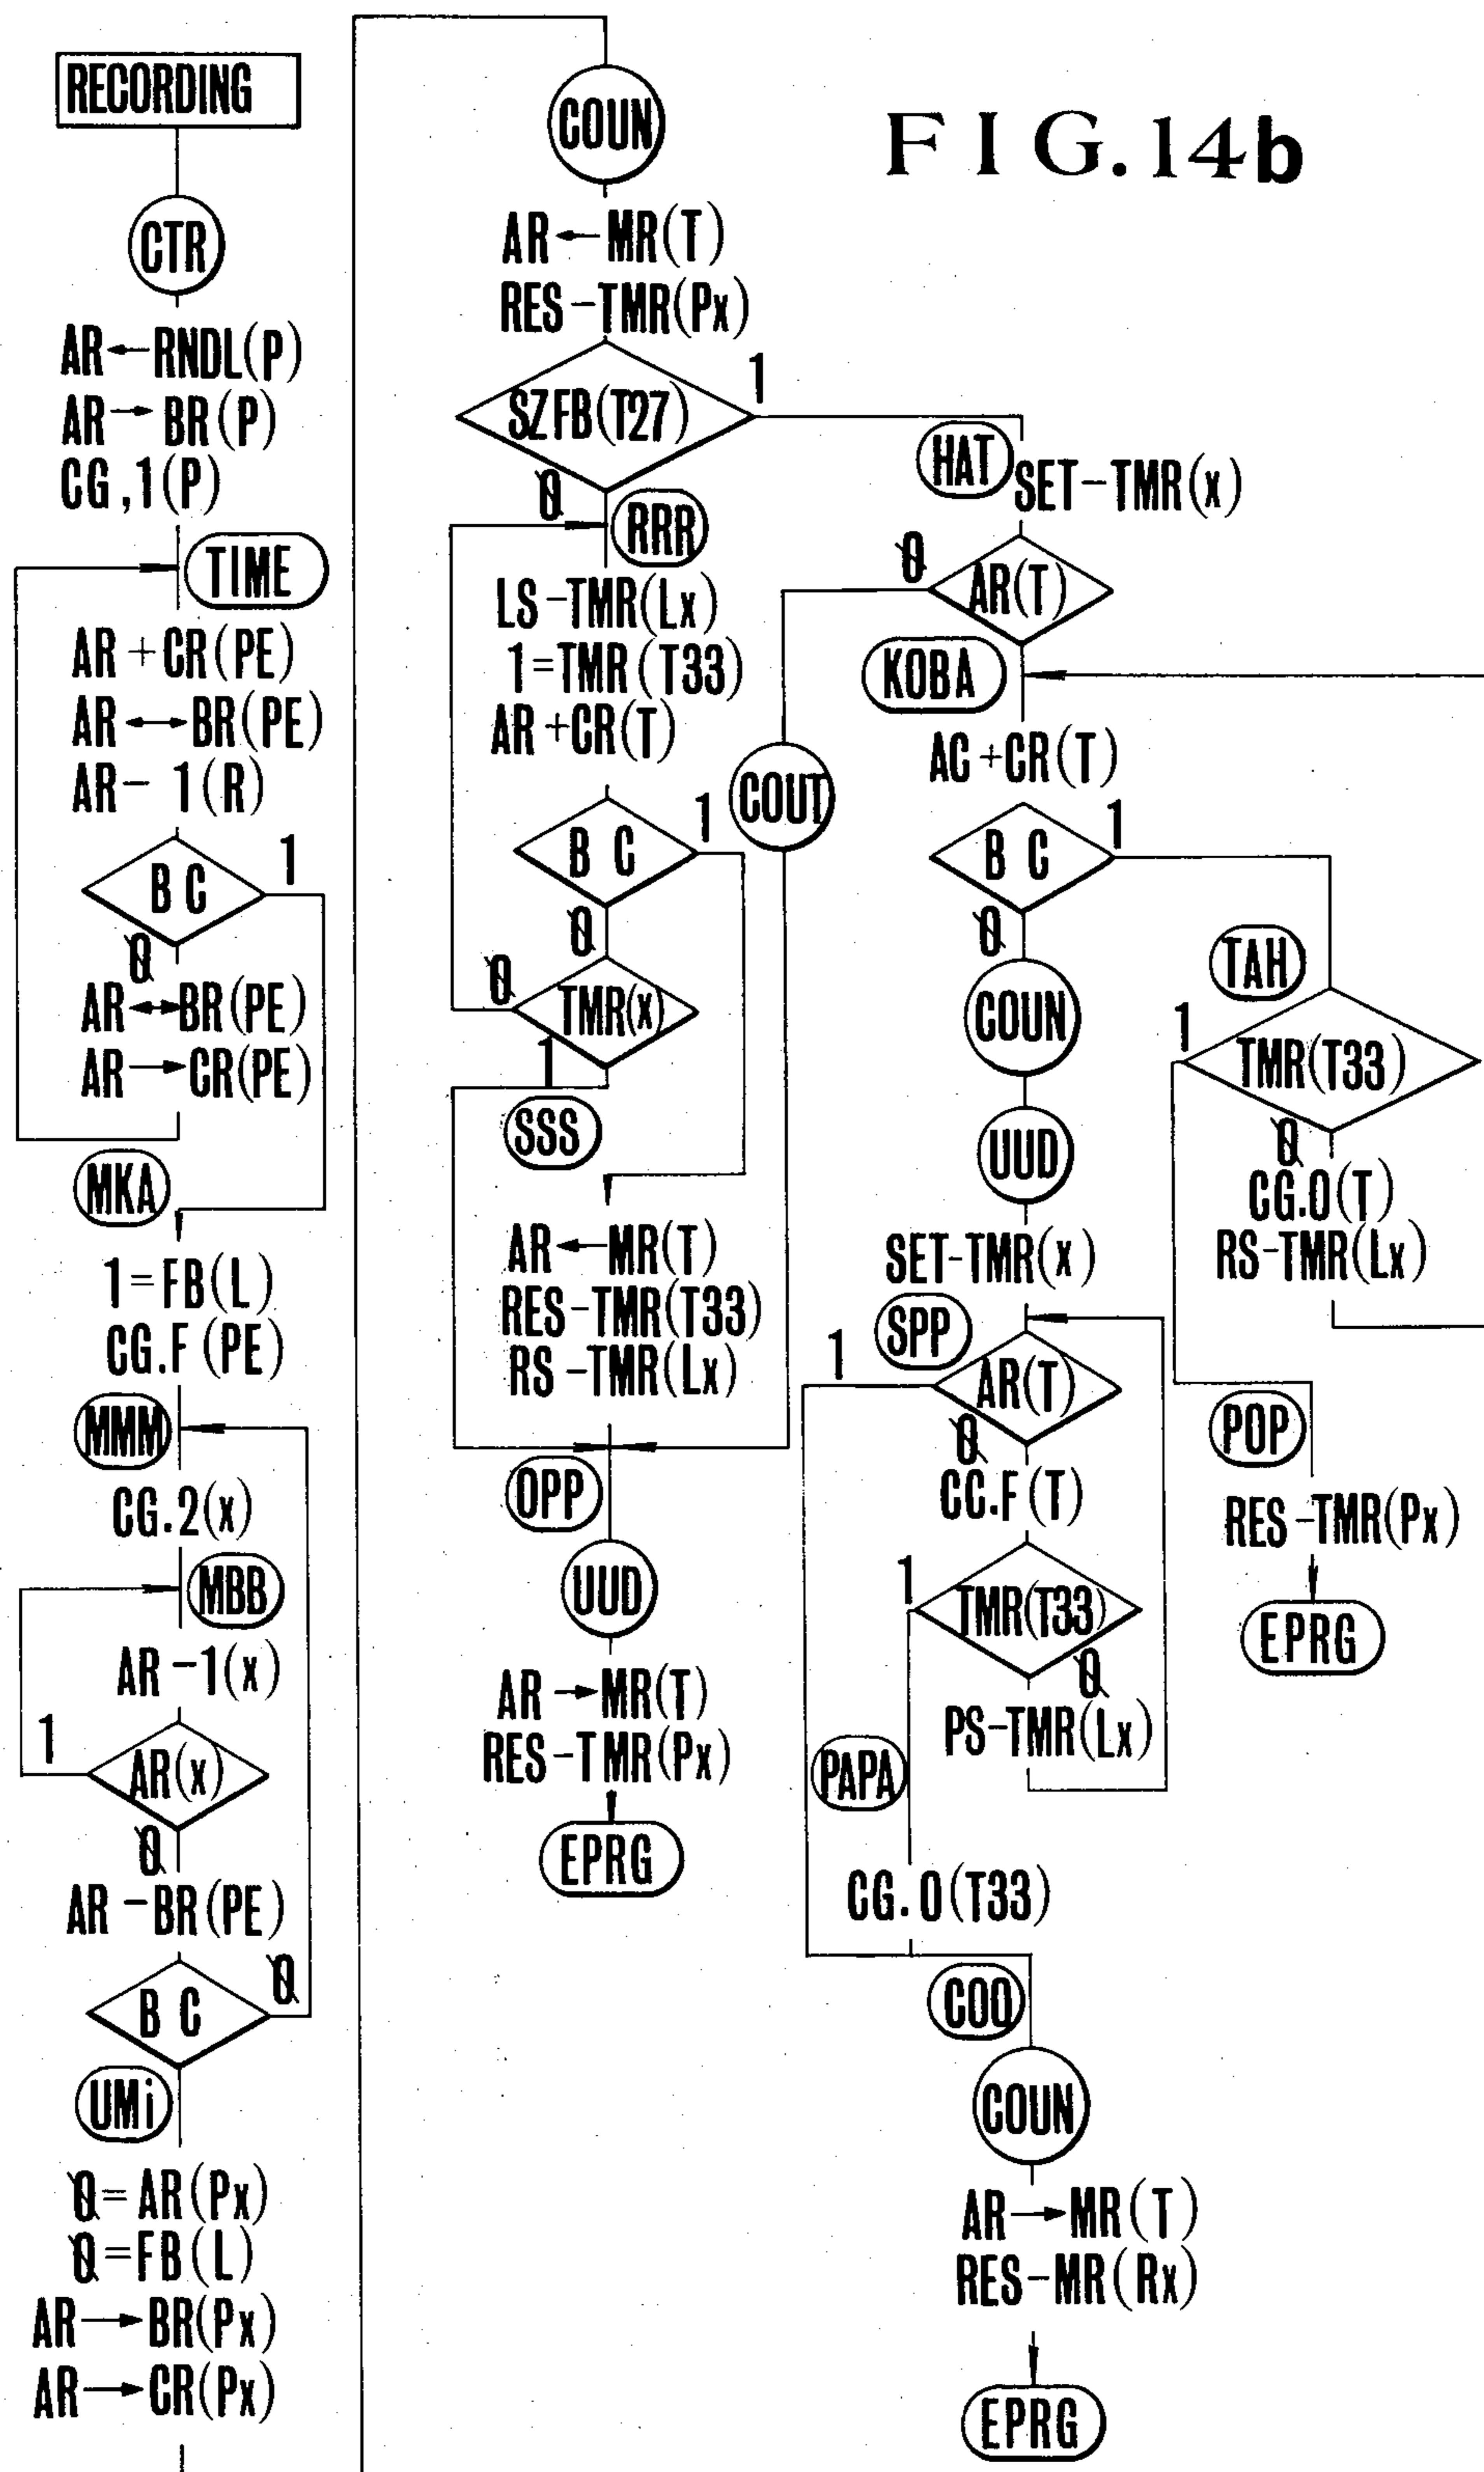 FIG.14b
RECORDING
CTR
AR←RNDL(P)
AR→BR(P)
CG,1(P)
TIME
AR+CR(PE)
AR↔BR(PE)
AR-1(R)
BC
1
0
AR↔BR(PE)
AR→CR(PE)
MKA
1=FB(L)
CG.F(PE)
MMM
CG.2(x)
MBB
AR-1(x)
1
AR(x)
0
AR-BR(PE)
BC
0
UMi
0=AR(Px)
0=FB(L)
AR→BR(Px)
AR→CR(Px)
COUN
AR←MR(T)
RES-TMR(Px)
SZFB(T27)
1
0
RRR
LS-TMR(Lx)
1=TMR(T33)
AR+CR(T)
BC
1
0
0
TMR(x)
1
SSS
AR←MR(T)
RES-TMR(T33)
RS-TMR(Lx)
OPP
UUD
AR→MR(T)
RES-TMR(Px)
EPRG
HAT
SET-TMR(x)
0
AR(T)
COUT
KOBA
AC+CR(T)
BC
1
0
COUN
UUD
SET-TMR(x)
SPP
1
AR(T)
0
CC.F(T)
1
TMR(T33)
0
PS-TMR(Lx)
PAPA
CG.0(T33)
COO
COUN
AR→MR(T)
RES-MR(Rx)
EPRG
TAH
1
TMR(T33)
0
CG.0(T)
RS-TMR(Lx)
POP
RES-TMR(Px)
EPRG